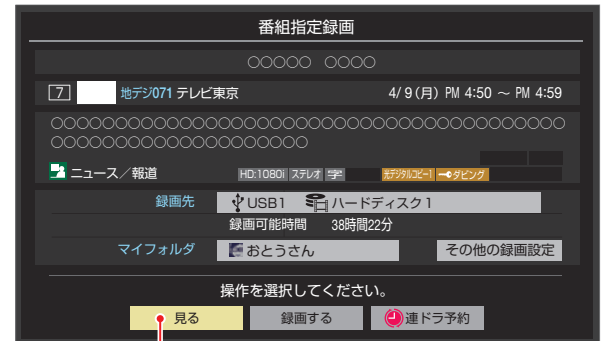 番組指定録画
○○○○○ ○○○○
7 地デジ071 テレビ東京 4/ 9(月) PM 4:50 ～ PM 4:59
○○○○○○○○○○○○○○○○○○○○○○○○○○○○○○○○○○○○○○○○
○○○○○○○○○○○○○○○○○○○○
ニュース／報道 HD:1080i ステレオ 字 光デジタルコピー1 ダビング
録画先 USB1 ハードディスク1
録画可能時間 38時間22分
マイフォルダ おとうさん その他の録画設定
操作を選択してください。
見る 録画する 連ドラ予約